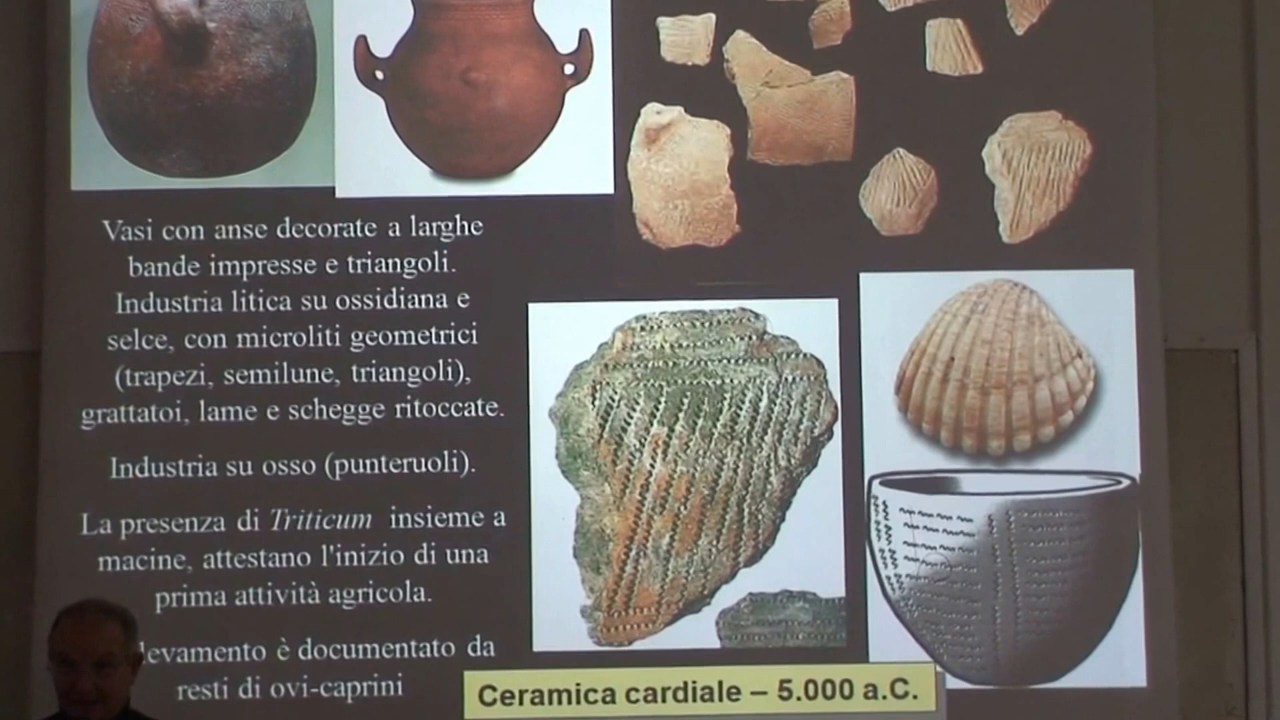 Vasi con anse decorate a larghe
bande impresse e triangoli.
Industria litica su ossidiana e
selce, con microliti geometrici
(trapezi, semilune, triangoli),
grattatoi, lame e schegge ritoccate.
Industria su osso (punteruoli).
La presenza di Triticum insieme a
macine, attestano l'inizio di una
prima attività agricola.
levamento è documentato da
resti di ovi-caprini
Ceramica cardiale – 5.000 a.C.